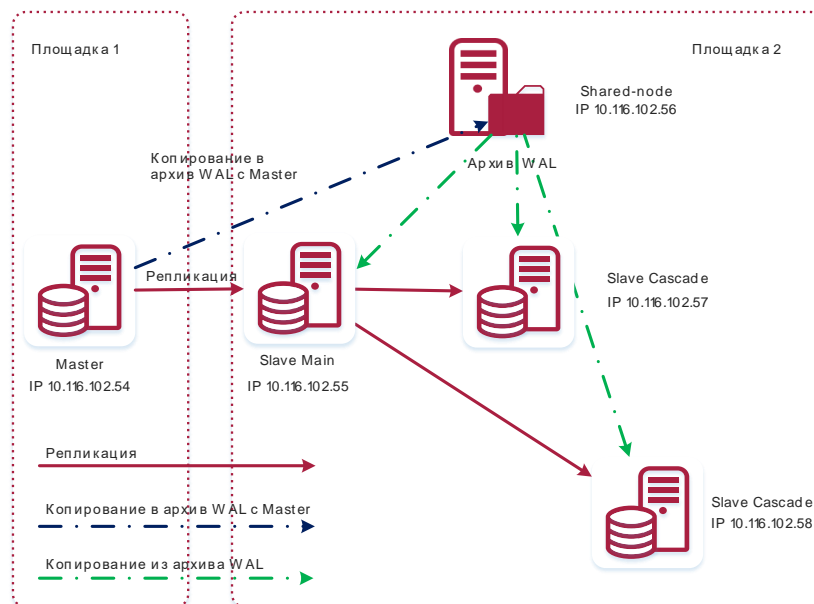 Площадка 1
Площадка 2
Shared-node
IP 10.116.102.56
Копирование в
архив WAL с Master
Архив WAL
Репликация
Slave Cascade
IP 10.116.102.57
Master
IP 10.116.102.54
Slave Main
IP 10.116.102.55
Репликация
Копирование в архив WAL с Master
Копирование из архива WAL
Slave Cascade
IP 10.116.102.58